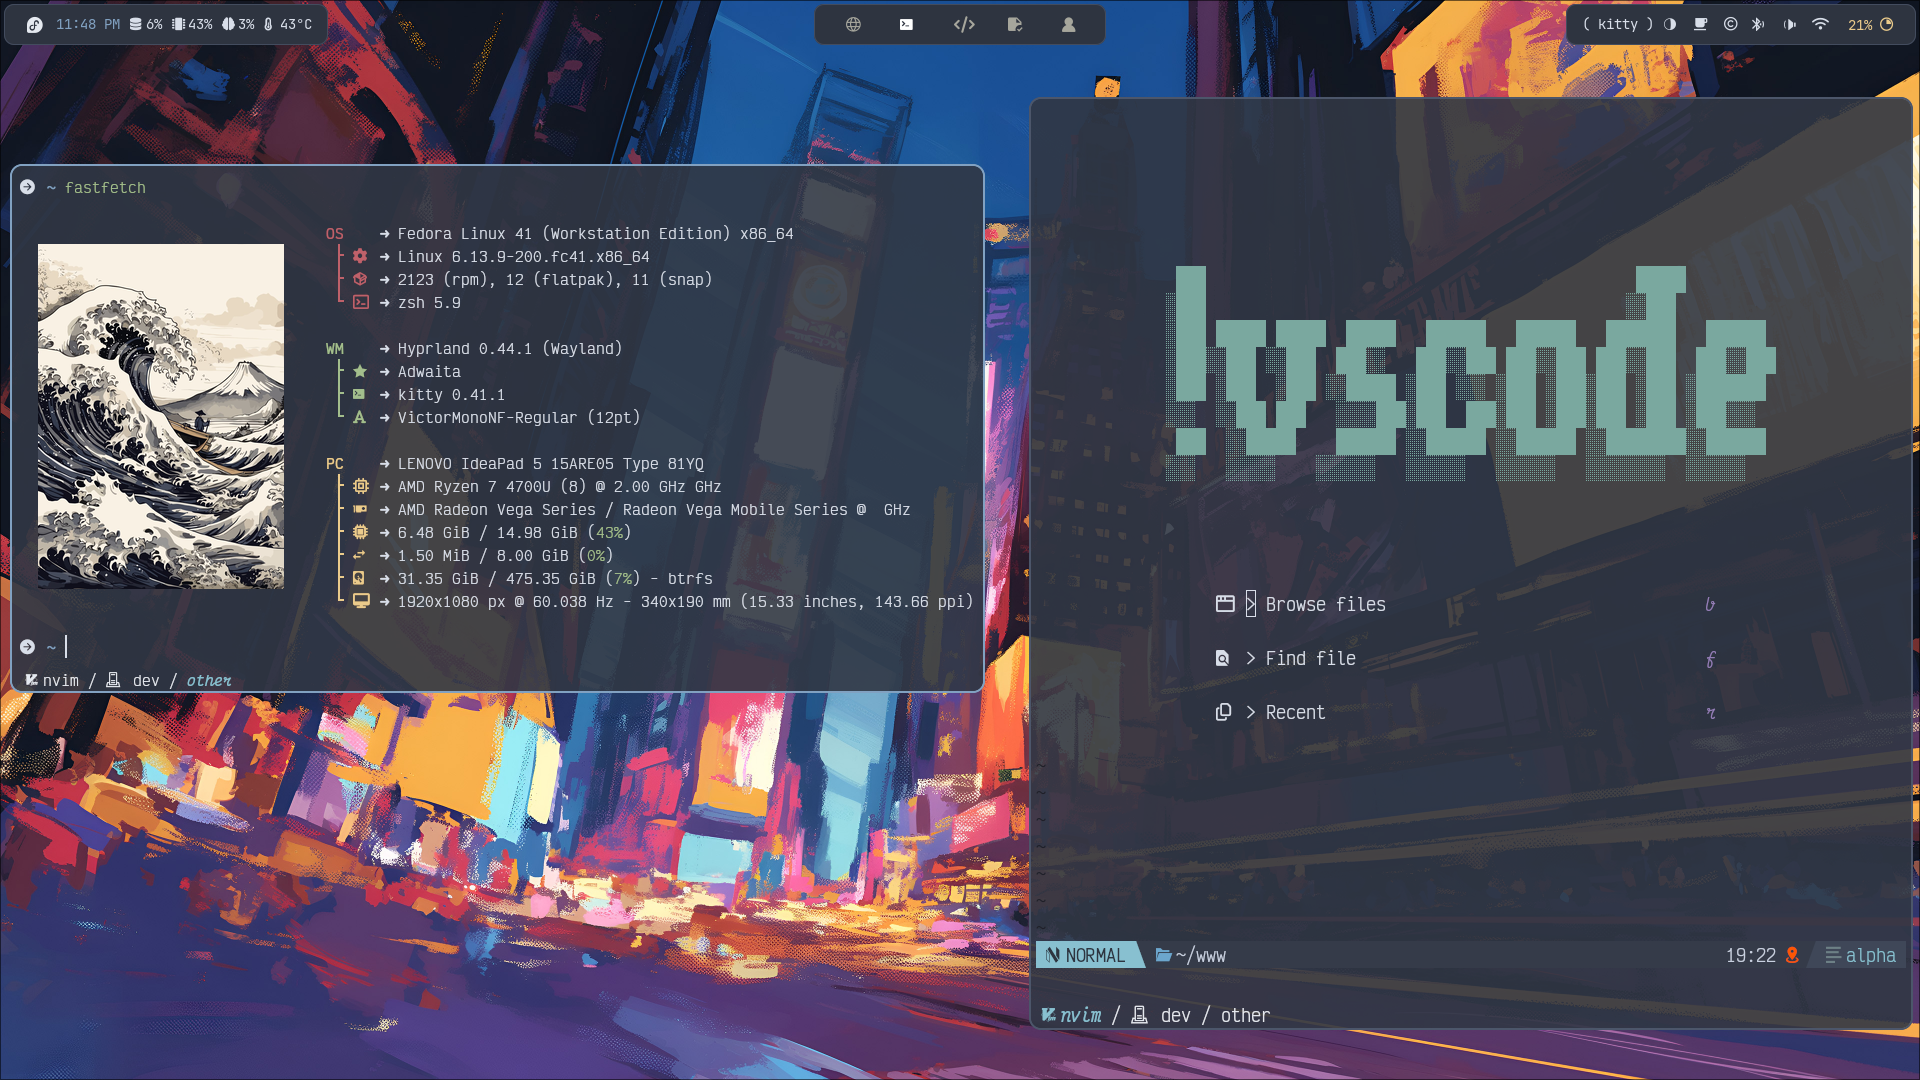 11:48 PM 6% 43% 3% 43°C
( kitty ) 21%
~ fastfetch
OS → Fedora Linux 41 (Workstation Edition) x86_64
→ Linux 6.13.9-200.fc41.x86_64
→ 2123 (rpm), 12 (flatpak), 11 (snap)
→ zsh 5.9
WM → Hyprland 0.44.1 (Wayland)
→ Adwaita
→ kitty 0.41.1
→ VictorMonoNF-Regular (12pt)
PC → LENOVO IdeaPad 5 15ARE05 Type 81YQ
→ AMD Ryzen 7 4700U (8) @ 2.00 GHz GHz
→ AMD Radeon Vega Series / Radeon Vega Mobile Series @  GHz
→ 6.48 GiB / 14.98 GiB (43%)
→ 1.50 MiB / 8.00 GiB (0%)
→ 31.35 GiB / 475.35 GiB (7%) - btrfs
→ 1920x1080 px @ 60.038 Hz - 340x190 mm (15.33 inches, 143.66 ppi)
~
nvim / dev / other
!vscode
> Browse files b
> Find file f
> Recent r
~
~
~
~
~
~
~
NORMAL ~/www 19:22 alpha
nvim / dev / other